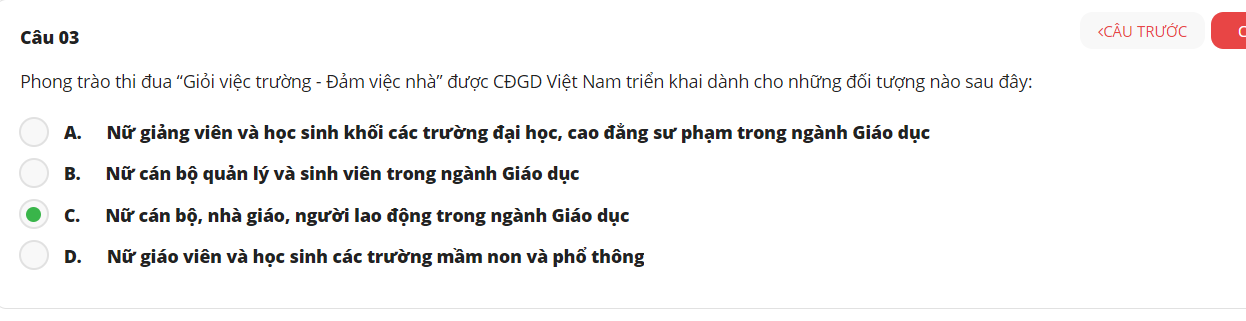 Câu 03
<CÂU TRƯỚC
Phong trào thi đua “Giỏi việc trường - Đảm việc nhà” được CĐGD Việt Nam triển khai dành cho những đối tượng nào sau đây:
A. Nữ giảng viên và học sinh khối các trường đại học, cao đẳng sư phạm trong ngành Giáo dục
B. Nữ cán bộ quản lý và sinh viên trong ngành Giáo dục
C. Nữ cán bộ, nhà giáo, người lao động trong ngành Giáo dục
D. Nữ giáo viên và học sinh các trường mầm non và phổ thông